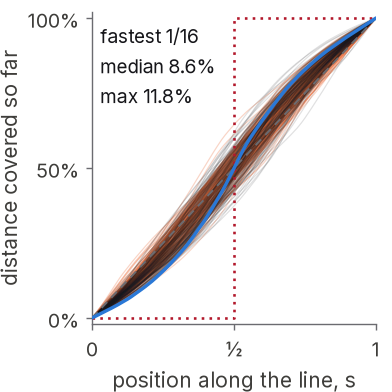 100%
fastest 1/16
median 8.6%
max 11.8%
distance covered so far
50%
0%
0
½
1
position along the line, s